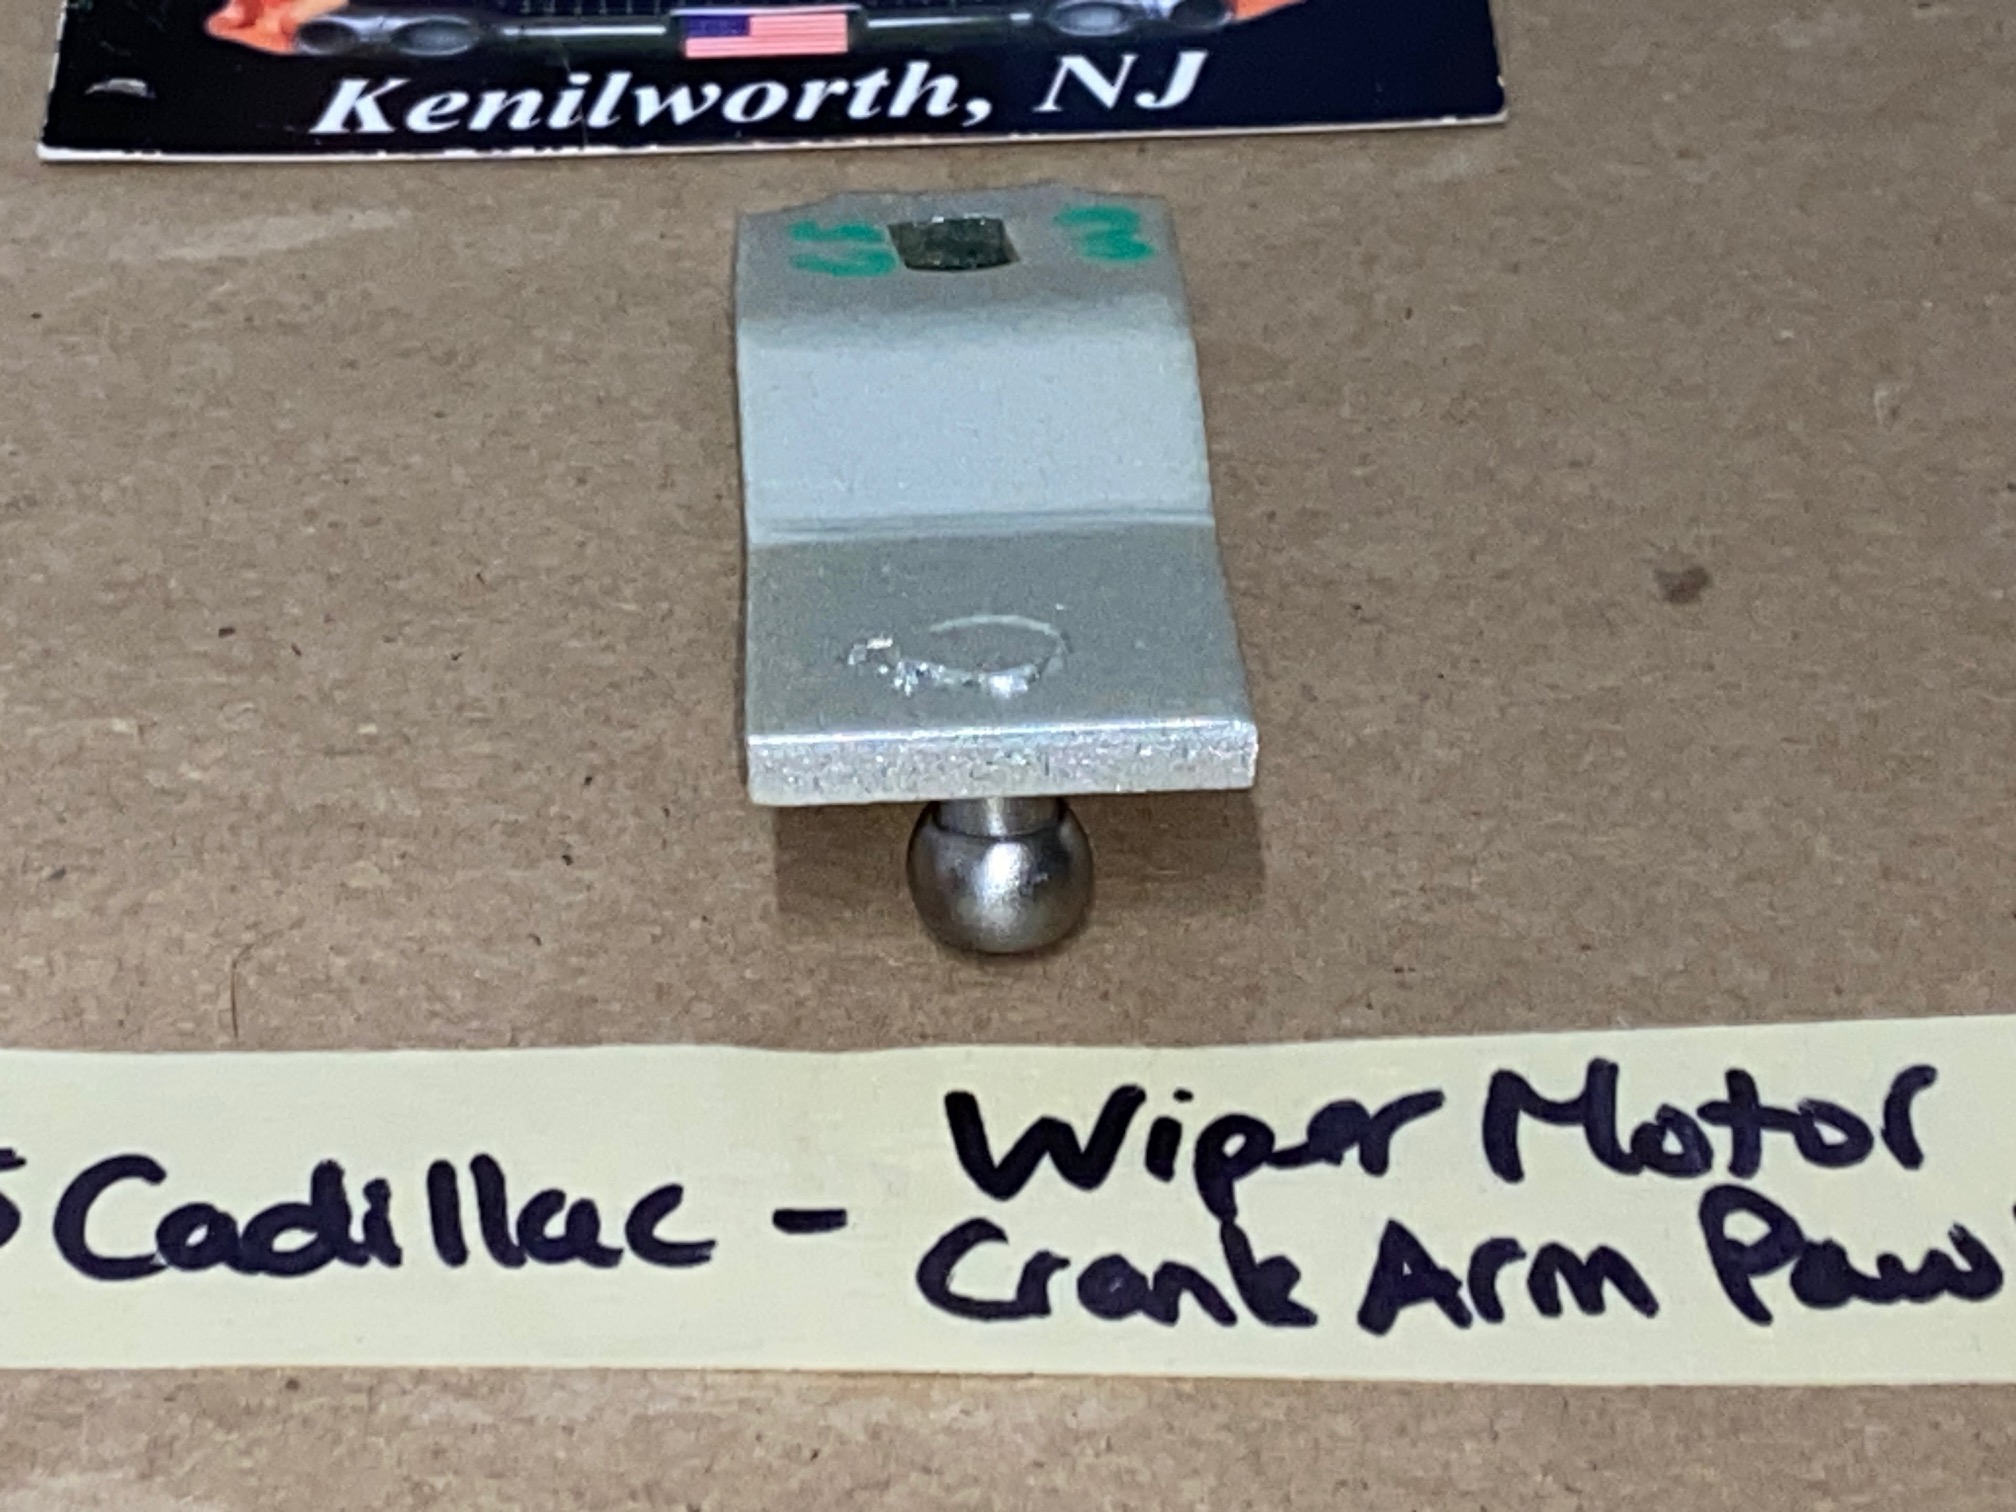 Kenilworth, NJ
Cadillac - Wiper Motor
Crank Arm